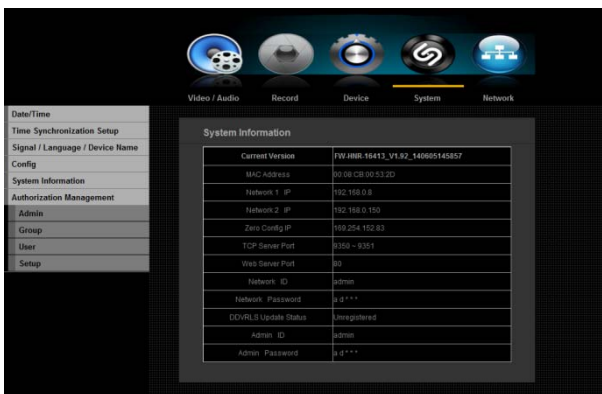 Video / Audio Record Device System Network
Date/Time
Time Synchronization Setup
Signal / Language / Device Name
Config
System Information
Authorization Management
Admin
Group
User
Setup
System Information
Current Version FW-HNR-16413_V1.92_140605145857
MAC Address 00:08:CB:00:53:2D
Network 1 IP 192.168.0.8
Network 2 IP 192.168.0.150
Zero Config IP 169.254.152.83
TCP Server Port 9350 ~ 9351
Web Server Port 80
Network ID admin
Network Password a d * * *
DDVRLS Update Status Unregistered
Admin ID admin
Admin Password a d * * *